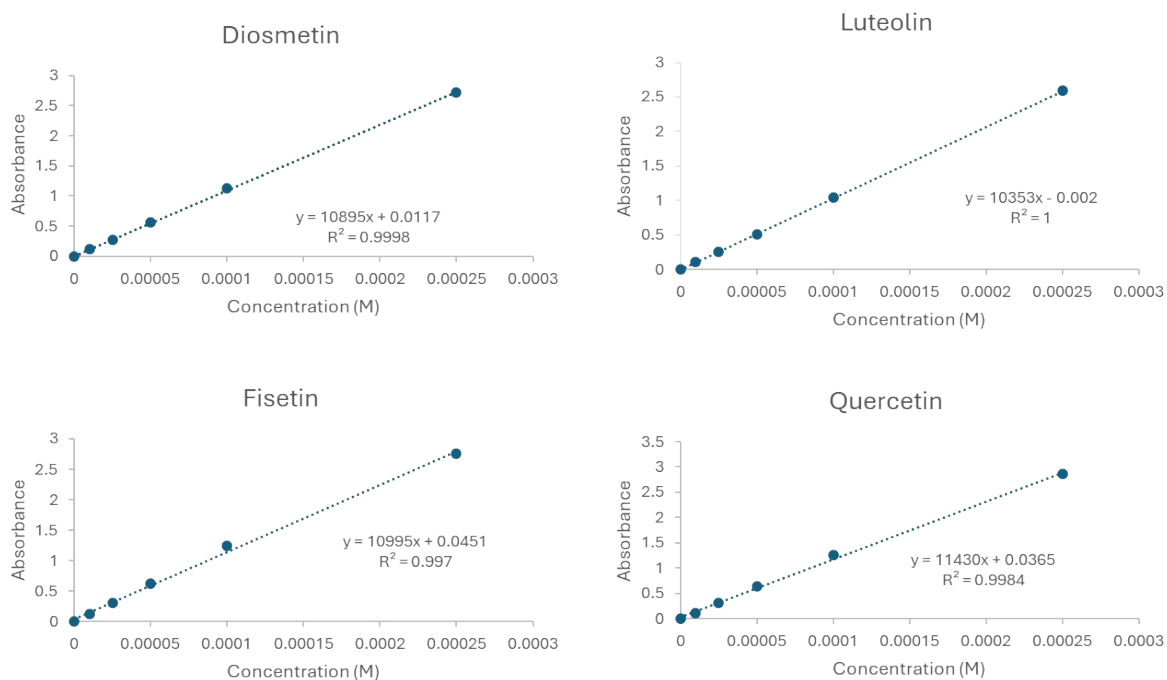 Diosmetin
Absorbance
3
2.5
2
1.5
1
0.5
0
y = 10895x + 0.0117
R² = 0.9998
0 0.00005 0.0001 0.00015 0.0002 0.00025 0.0003
Concentration (M)
Luteolin
Absorbance
3
2.5
2
1.5
1
0.5
0
y = 10353x - 0.002
R² = 1
0 0.00005 0.0001 0.00015 0.0002 0.00025 0.0003
Concentration (M)
Fisetin
Absorbance
3
2.5
2
1.5
1
0.5
0
y = 10995x + 0.0451
R² = 0.997
0 0.00005 0.0001 0.00015 0.0002 0.00025 0.0003
Concentration (M)
Quercetin
Absorbance
3.5
3
2.5
2
1.5
1
0.5
0
y = 11430x + 0.0365
R² = 0.9984
0 0.00005 0.0001 0.00015 0.0002 0.00025 0.0003
Concentration (M)